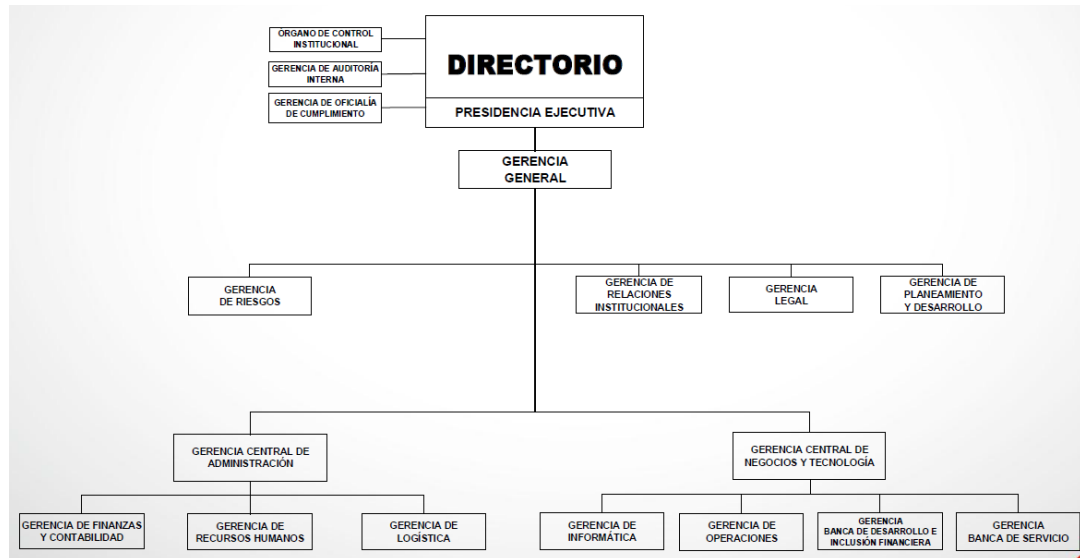 ÓRGANO DE CONTROL
INSTITUCIONAL
GERENCIA DE AUDITORÍA
INTERNA
GERENCIA DE OFICIALÍA
DE CUMPLIMIENTO
DIRECTORIO
PRESIDENCIA EJECUTIVA
GERENCIA
GENERAL
GERENCIA
DE RIESGOS
GERENCIA DE
RELACIONES
INSTITUCIONALES
GERENCIA
LEGAL
GERENCIA DE
PLANEAMIENTO
Y DESARROLLO
GERENCIA CENTRAL DE
ADMINISTRACIÓN
GERENCIA CENTRAL DE
NEGOCIOS Y TECNOLOGÍA
GERENCIA DE FINANZAS
Y CONTABILIDAD
GERENCIA DE
RECURSOS HUMANOS
GERENCIA DE
LOGÍSTICA
GERENCIA DE
INFORMÁTICA
GERENCIA DE
OPERACIONES
GERENCIA
BANCA DE DESARROLLO E
INCLUSIÓN FINANCIERA
GERENCIA
BANCA DE SERVICIO